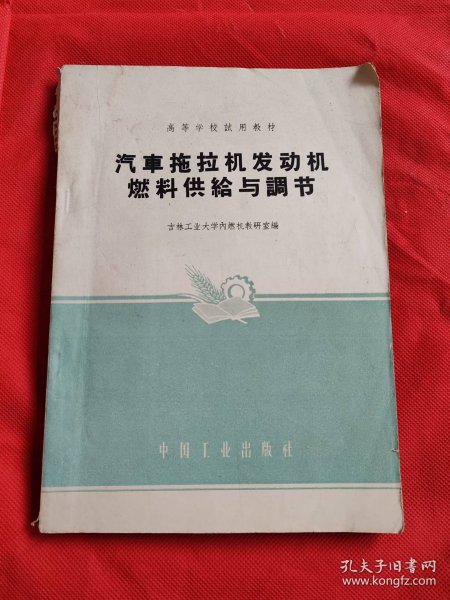 高等学校試用教材
汽車拖拉机发动机
燃料供給与調节
吉林工业大学內燃机教研室編
中国工业出版社
孔夫子旧书网
www.kongfz.com